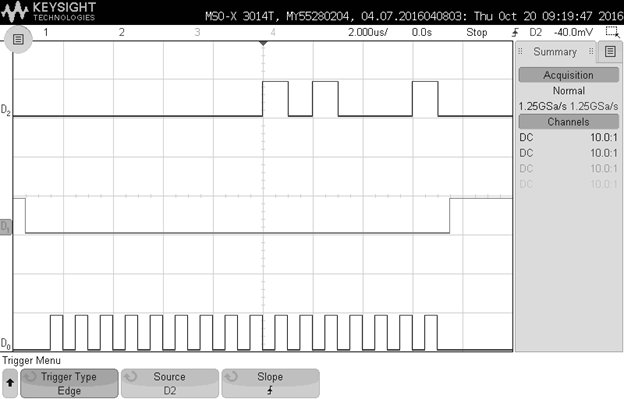 KEYSIGHT TECHNOLOGIES MSO-X 3014T, MY55280204, 04.07.2016040803: Thu Oct 20 09:19:47 2016
1 2 3 4 2.000us/ 0.0s Stop D2 -40.0mV
Summary
Acquisition
Normal
1.25GSa/s 1.25GSa/s
Channels
DC 10.0:1
DC 10.0:1
DC 10.0:1
DC 10.0:1
D2
D1
D0
Trigger Menu
Trigger Type
Edge
Source
D2
Slope